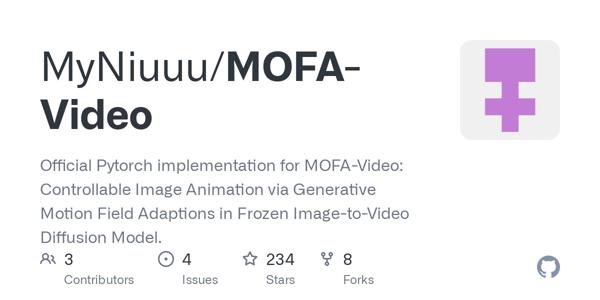 MyNiuuu/MOFA-
Video
Official Pytorch implementation for MOFA-Video:
Controllable Image Animation via Generative
Motion Field Adaptions in Frozen Image-to-Video
Diffusion Model.
3 4 234 8
Contributors Issues Stars Forks